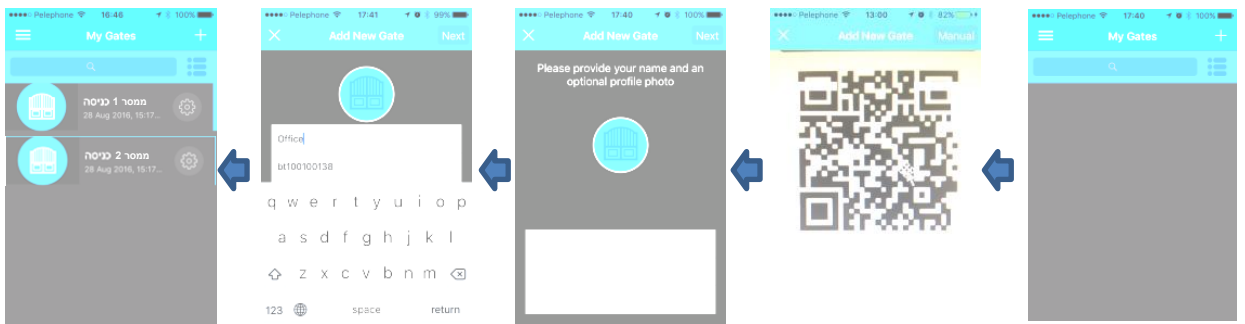 Pelephone 17:40 100%
My Gates
Pelephone 13:00 82%
Add New Gate Manual
Pelephone 17:40 100%
Add New Gate Next
Please provide your name and an
optional profile photo
Pelephone 17:41 99%
Add New Gate Next
Office
bt100100138
q w e r t y u i o p
a s d f g h j k l
z x c v b n m
123 space return
Pelephone 16:46 100%
My Gates
ממסר 1 כניסה
28 Aug 2016, 15:17...
ממסר 2 כניסה
28 Aug 2016, 15:17...